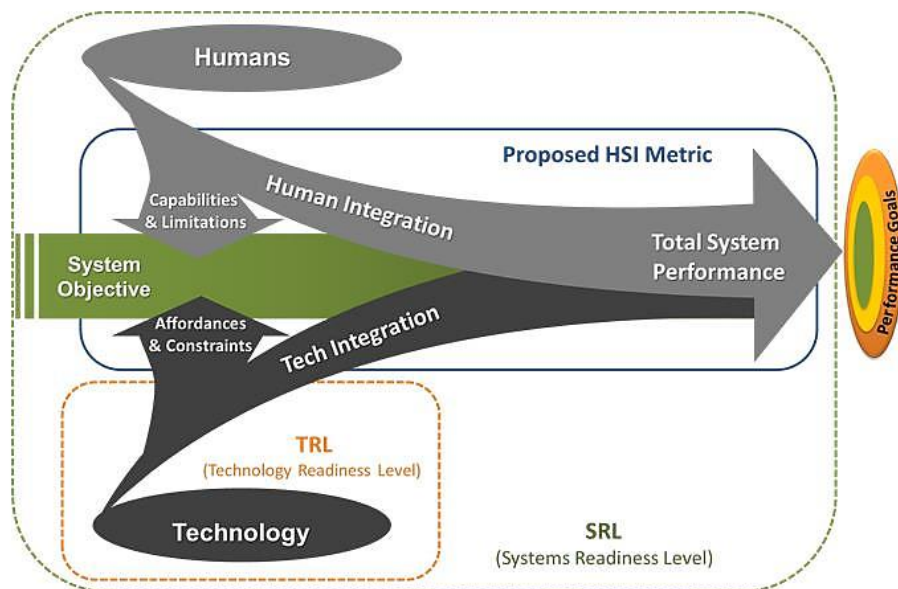 Humans
Proposed HSI Metric
Capabilities
& Limitations
Human Integration
System
Objective
Total System
Performance
Performance Goals
Affordances
& Constraints
Tech Integration
TRL
(Technology Readiness Level)
Technology
SRL
(Systems Readiness Level)